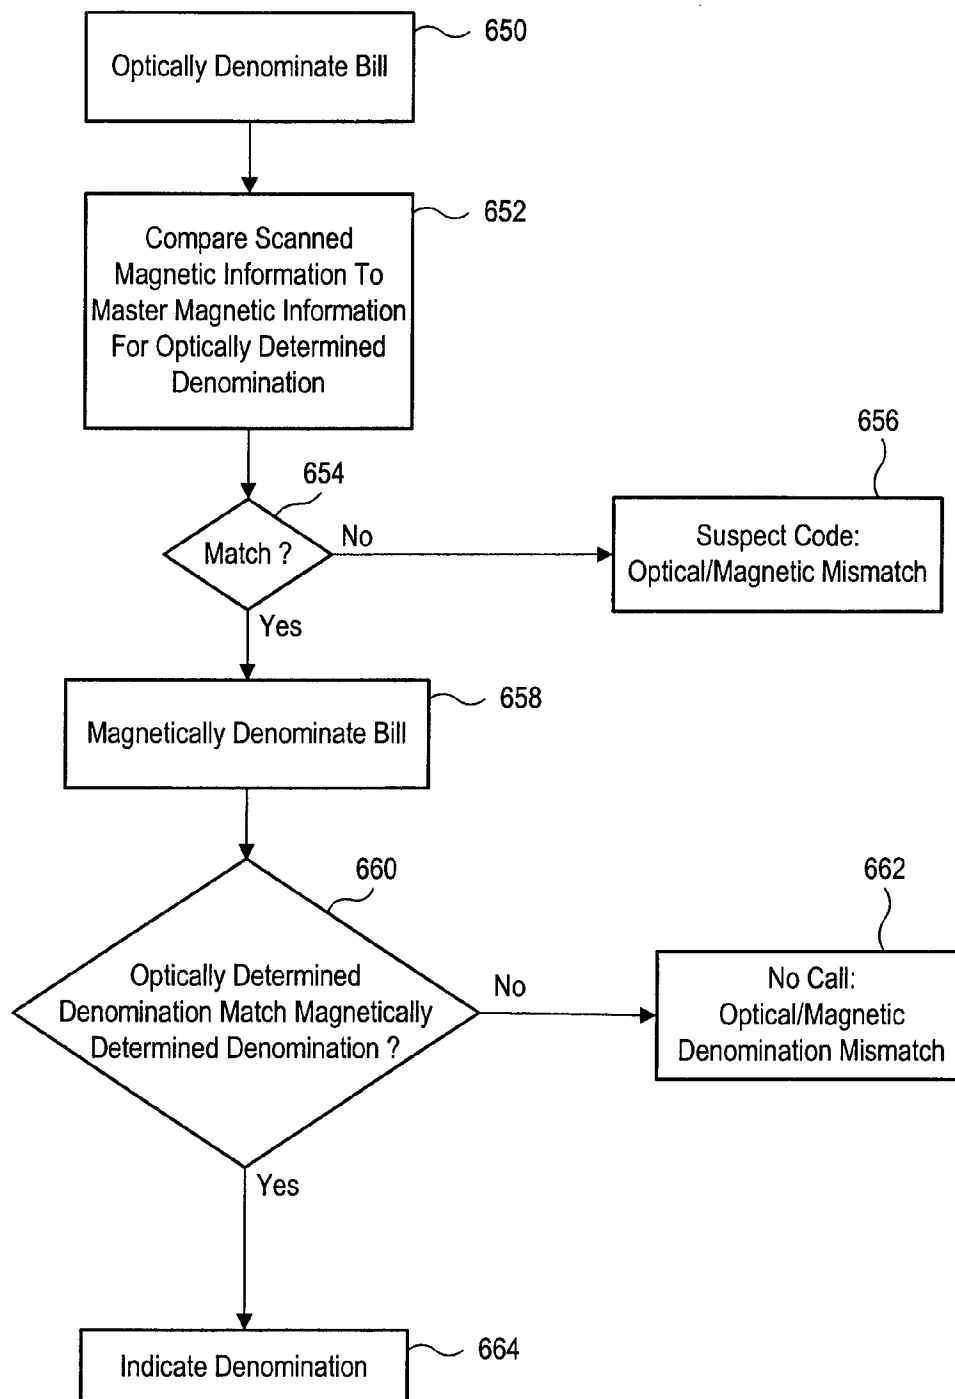 650
Optically Denominate Bill
652
Compare Scanned
Magnetic Information To
Master Magnetic Information
For Optically Determined
Denomination
654
Match ?
No
656
Suspect Code:
Optical/Magnetic Mismatch
Yes
658
Magnetically Denominate Bill
660
Optically Determined
Denomination Match Magnetically
Determined Denomination ?
No
662
No Call:
Optical/Magnetic
Denomination Mismatch
Yes
664
Indicate Denomination